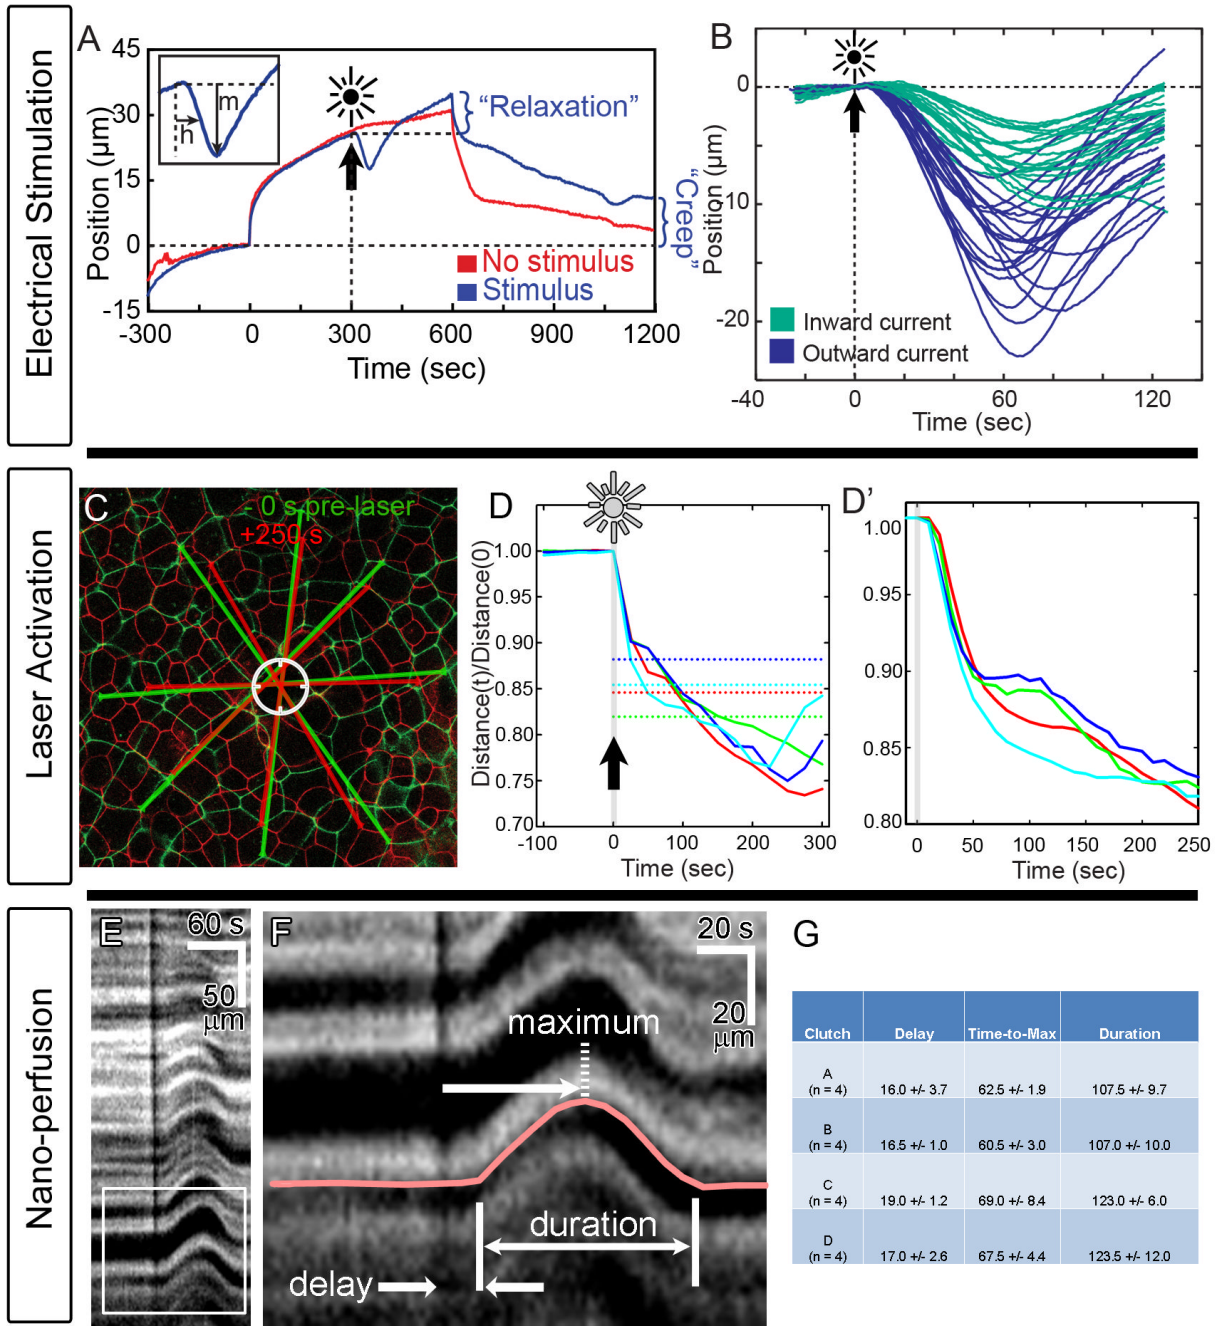 Electrical Stimulation
A
45
30
15
0
-15
Position (µm)
m
h
"Relaxation"
"Creep"
No stimulus
Stimulus
-300
0
300
600
900
1200
Time (sec)
B
0
-10
-20
Position (µm)
Inward current
Outward current
-40
0
60
120
Time (sec)
Laser Activation
C
- 0 s pre-laser
+250 s
D
1.00
0.95
0.90
0.85
0.80
0.75
0.70
Distance(t)/Distance(0)
-100
0
100
200
300
Time (sec)
D'
1.00
0.95
0.90
0.85
0.80
0
50
100
150
200
250
Time (sec)
Nano-perfusion
E
60 s
50
µm
F
20 s
20
µm
maximum
duration
delay
G
Clutch Delay Time-to-Max Duration
A
(n = 4) 16.0 +/- 3.7 62.5 +/- 1.9 107.5 +/- 9.7
B
(n = 4) 16.5 +/- 1.0 60.5 +/- 3.0 107.0 +/- 10.0
C
(n = 4) 19.0 +/- 1.2 69.0 +/- 8.4 123.0 +/- 6.0
D
(n = 4) 17.0 +/- 2.6 67.5 +/- 4.4 123.5 +/- 12.0